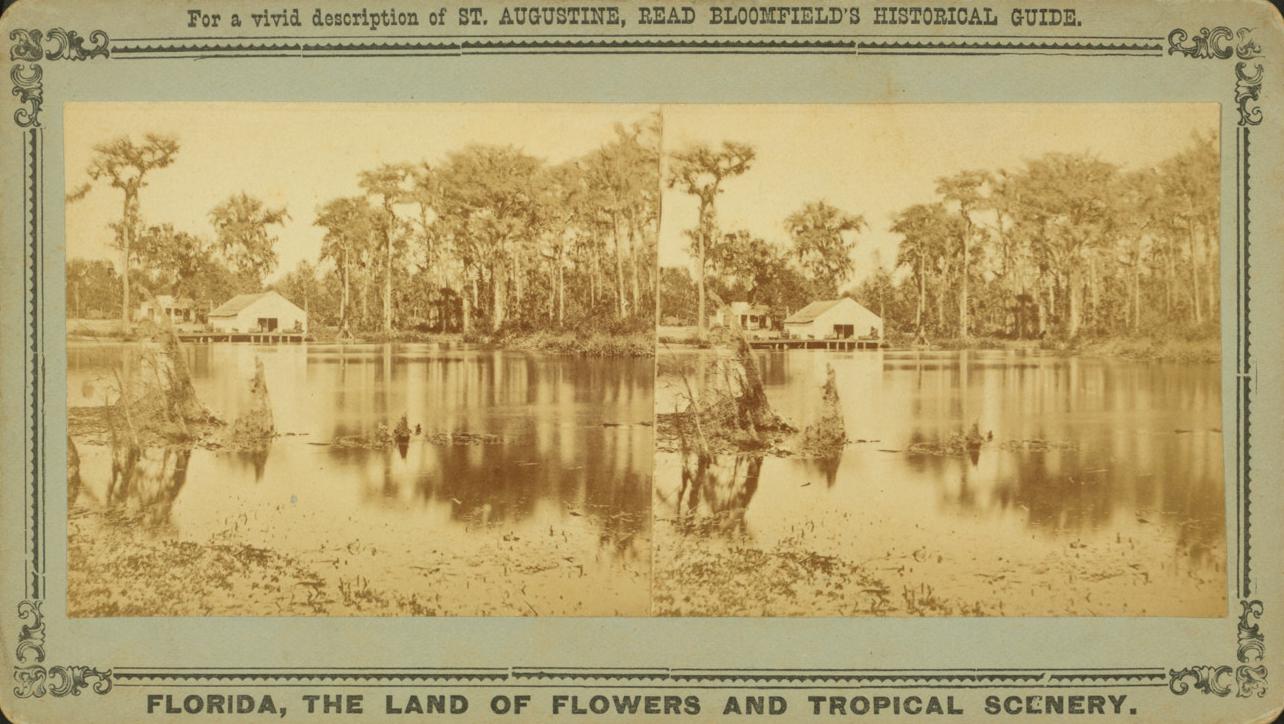 For a vivid description of ST. AUGUSTINE, READ BLOOMFIELD'S HISTORICAL GUIDE.
FLORIDA, THE LAND OF FLOWERS AND TROPICAL SCENERY.